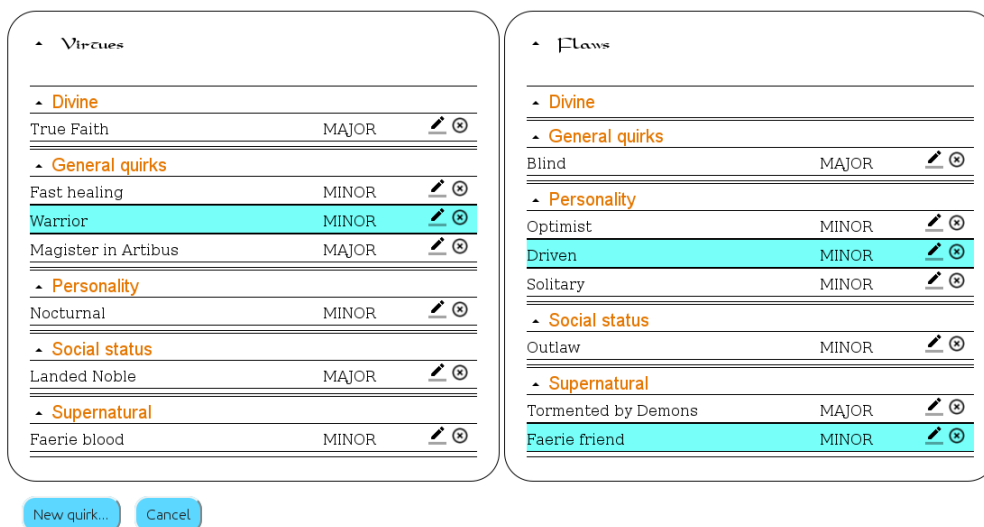 Virtues
Divine
True Faith MAJOR
General quirks
Fast healing MINOR
Warrior MINOR
Magister in Artibus MAJOR
Personality
Nocturnal MINOR
Social status
Landed Noble MAJOR
Supernatural
Faerie blood MINOR
Flaws
Divine
General quirks
Blind MAJOR
Personality
Optimist MINOR
Driven MINOR
Solitary MINOR
Social status
Outlaw MINOR
Supernatural
Tormented by Demons MAJOR
Faerie friend MINOR
New quirk... Cancel